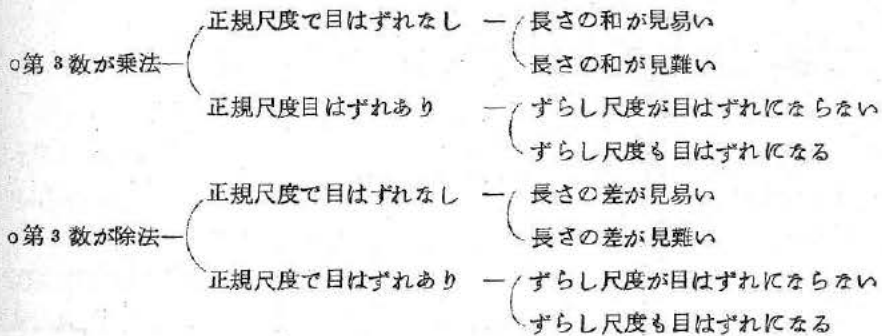 正規尺度で目はずれなし ― 長さの和が見易い
○第3数が乗法―
長さの和が見難い
正規尺度目はずれあり ― ずらし尺度が目はずれにならない
ずらし尺度も目はずれになる
正規尺度で目はずれなし ― 長さの差が見易い
○第3数が除法―
長さの差が見難い
正規尺度で目はずれあり ― ずらし尺度が目はずれにならない
ずらし尺度も目はずれになる